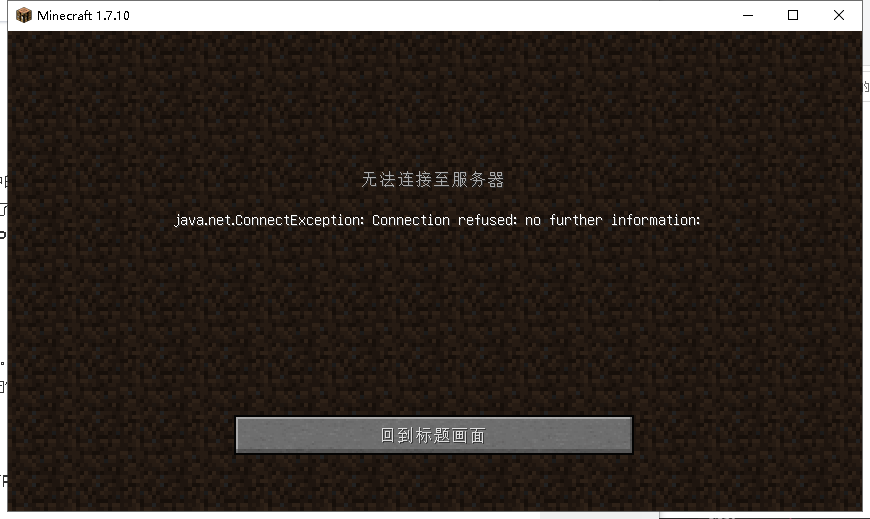 Minecraft 1.7.10
无法连接至服务器
java.net.ConnectException: Connection refused: no further information:
回到标题画面